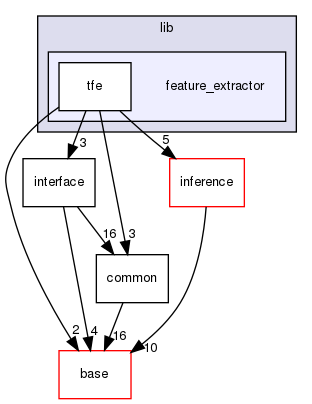 lib
tfe
feature_extractor
3
5
interface
inference
16
3
common
2
4
16
10
base